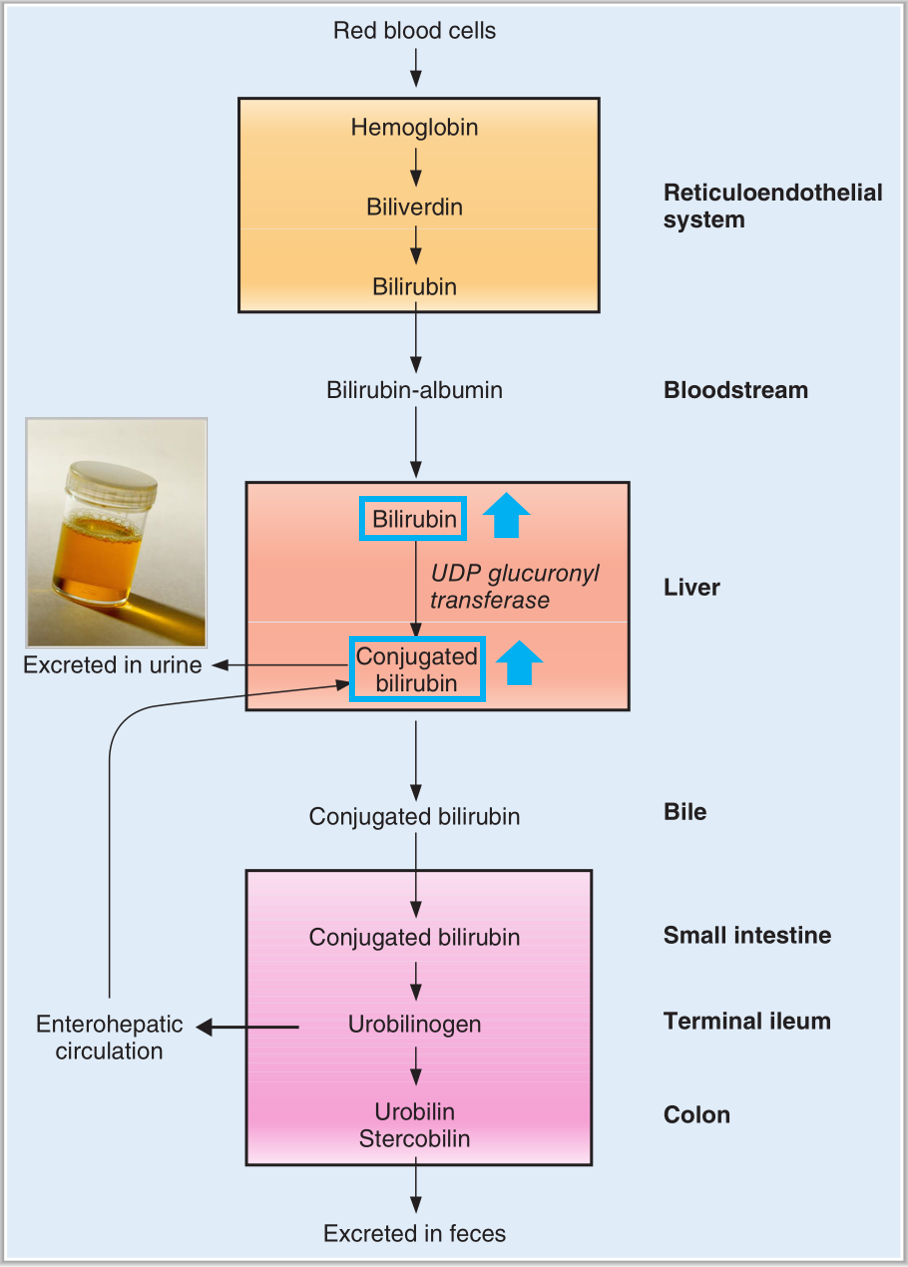 Red blood cells
Hemoglobin
Biliverdin
Bilirubin
Reticuloendothelial
system
Bilirubin-albumin
Bloodstream
Bilirubin
UDP glucuronyl
transferase
Liver
Conjugated
bilirubin
Excreted in urine
Conjugated bilirubin
Bile
Conjugated bilirubin
Small intestine
Enterohepatic
circulation
Urobilinogen
Terminal ileum
Urobilin
Stercobilin
Colon
Excreted in feces